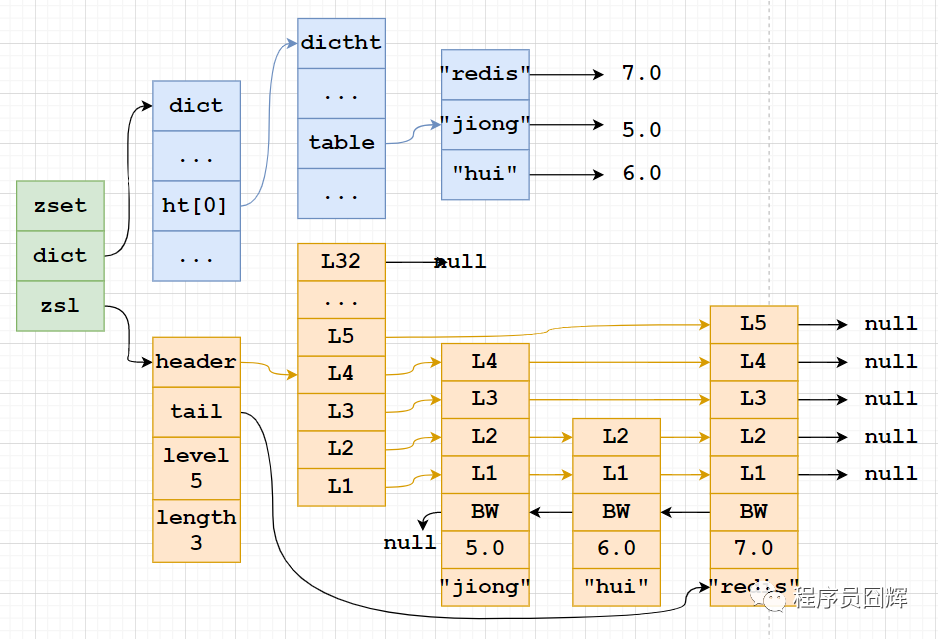 zset
dict
zsl
dict
...
ht[0]
...
dictht
...
table
...
"redis"
7.0
"jiong"
5.0
"hui"
6.0
header
tail
level
5
length
3
L32
null
...
L5
L4
L3
L2
L1
null
L4
L3
L2
L1
BW
5.0
"jiong"
L2
L1
BW
6.0
"hui"
L5
null
L4
null
L3
null
L2
null
L1
null
BW
7.0
"redis"
程序员囧辉